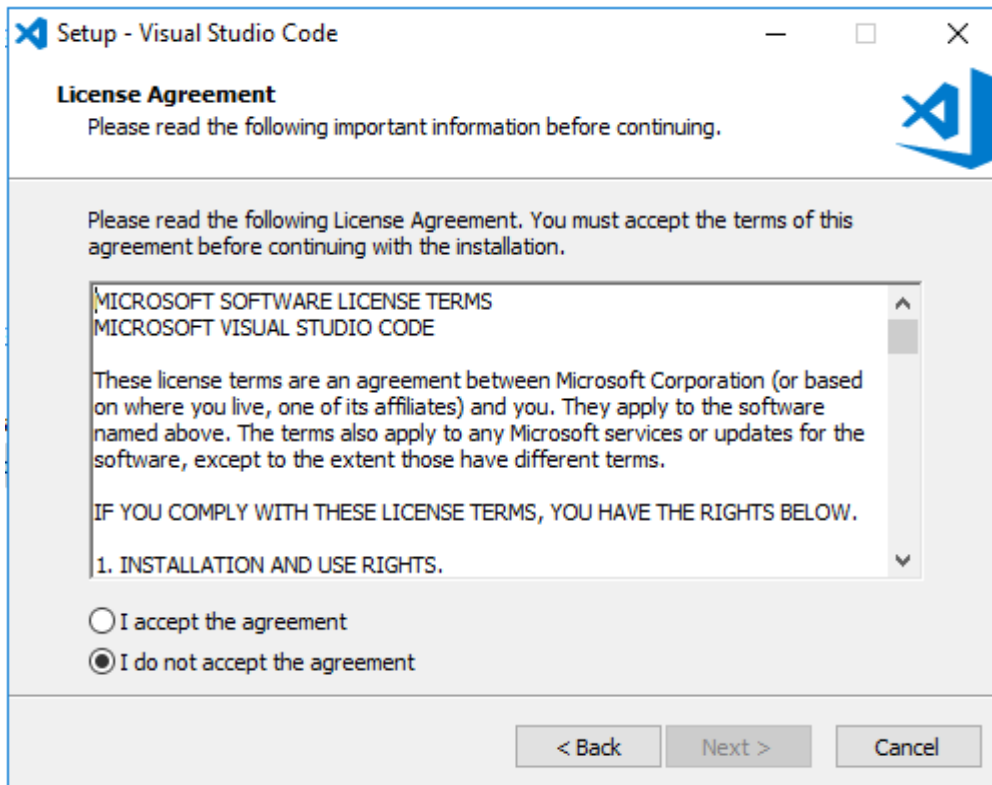 Setup - Visual Studio Code
License Agreement
Please read the following important information before continuing.
Please read the following License Agreement. You must accept the terms of this
agreement before continuing with the installation.
MICROSOFT SOFTWARE LICENSE TERMS
MICROSOFT VISUAL STUDIO CODE
These license terms are an agreement between Microsoft Corporation (or based
on where you live, one of its affiliates) and you. They apply to the software
named above. The terms also apply to any Microsoft services or updates for the
software, except to the extent those have different terms.
IF YOU COMPLY WITH THESE LICENSE TERMS, YOU HAVE THE RIGHTS BELOW.
1. INSTALLATION AND USE RIGHTS.
I accept the agreement
I do not accept the agreement
< Back Next > Cancel